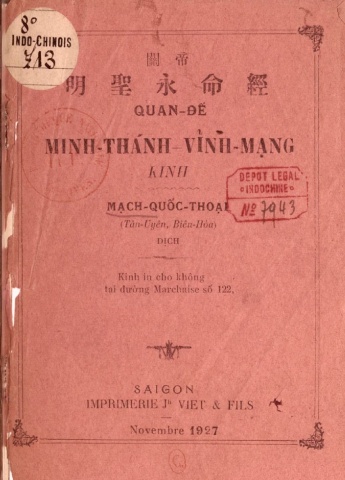 8°
INDO-CHINOIS
713
關帝
明聖永命經
QUAN-ĐẾ
MINH-THÁNH-VĨNH-MẠNG
KINH
MẠCH-QUỐC-THOẠI
(Tân-Uyên, Biên-Hòa)
DỊCH
DEPOT LEGAL
INDOCHINE
No 7943
Kinh in cho không
tại đường Marchaise số 122.
SAIGON
IMPRIMERIE Jh VIET & FILS
Novembre 1927